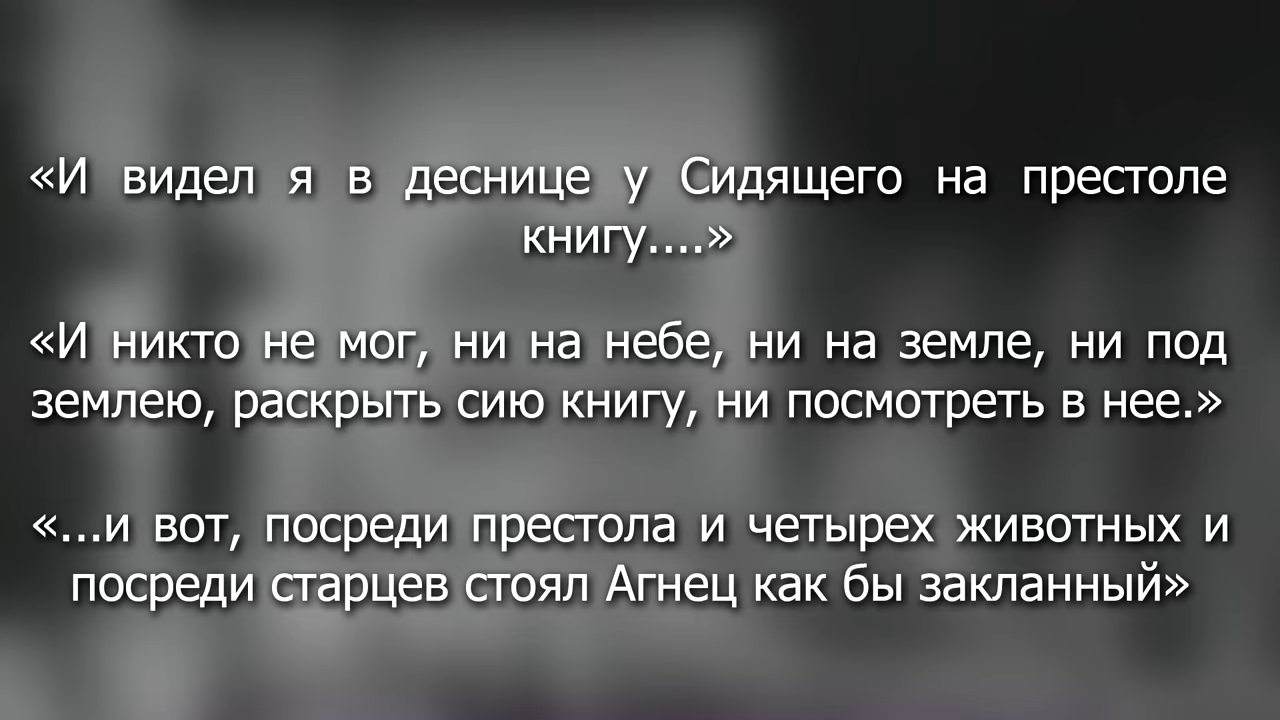 «И видел я в деснице у Сидящего на престоле
книгу....»
«И никто не мог, ни на небе, ни на земле, ни под
землею, раскрыть сию книгу, ни посмотреть в нее.»
«...и вот, посреди престола и четырех животных и
посреди старцев стоял Агнец как бы закланный»